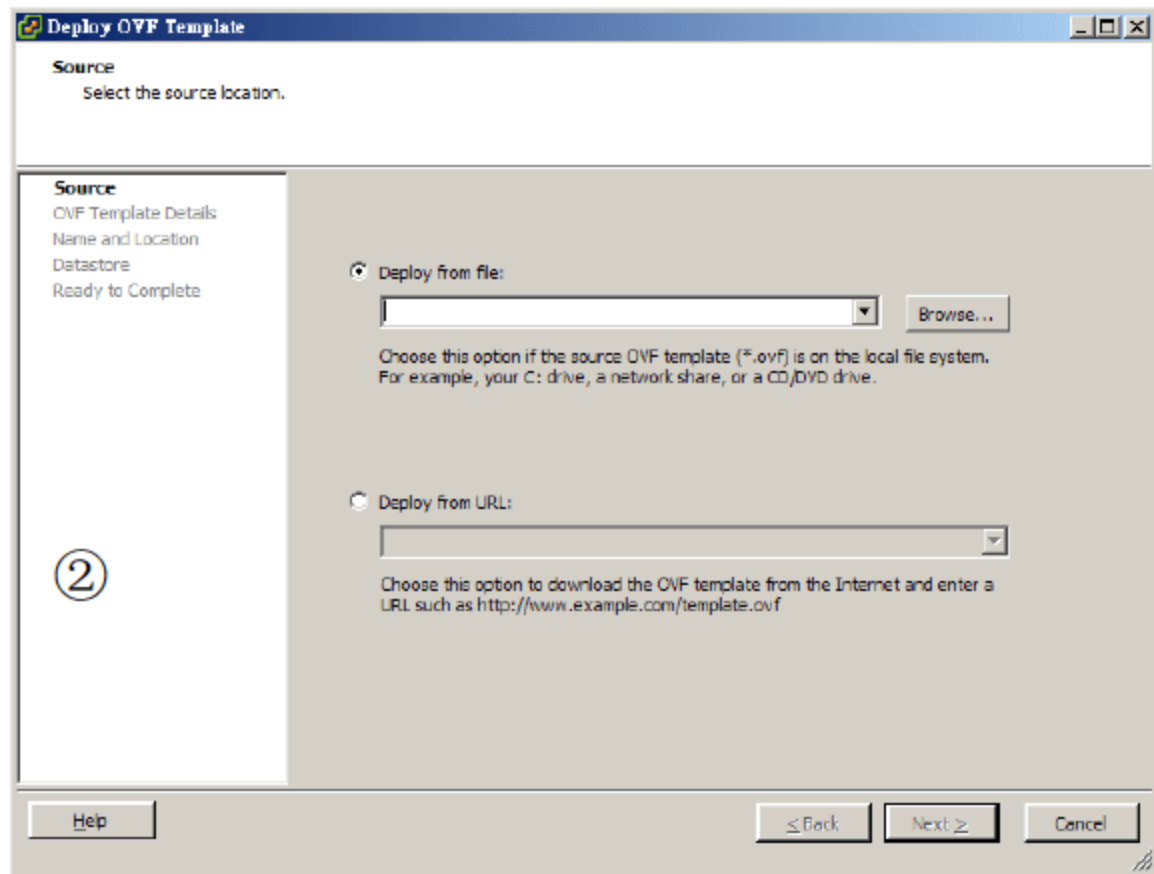 Deploy OVF Template
Source
Select the source location.
Source
OVF Template Details
Name and Location
Datastore
Ready to Complete
②
Deploy from file:
Browse...
Choose this option if the source OVF template (*.ovf) is on the local file system.
For example, your C: drive, a network share, or a CD/DVD drive.
Deploy from URL:
Choose this option to download the OVF template from the Internet and enter a
URL such as http://www.example.com/template.ovf
Help
≤ Back
Next ≥
Cancel